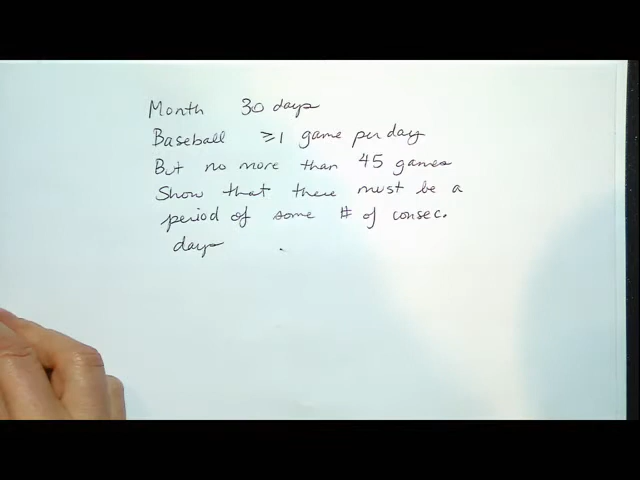 Month 30 days
Baseball ≥1 game per day
But no more than 45 games
Show that there must be a
period of some # of consec.
days